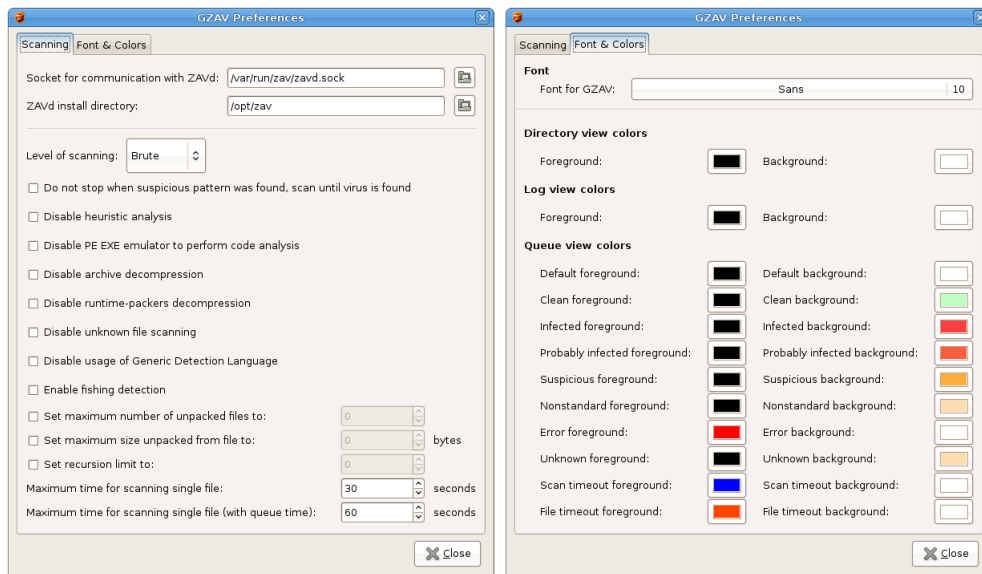 GZAV Preferences
Scanning Font & Colors
Socket for communication with ZAVd: /var/run/zav/zavd.sock
ZAVd install directory: /opt/zav
Level of scanning: Brute
Do not stop when suspicious pattern was found, scan until virus is found
Disable heuristic analysis
Disable PE EXE emulator to perform code analysis
Disable archive decompression
Disable runtime-packers decompression
Disable unknown file scanning
Disable usage of Generic Detection Language
Enable fishing detection
Set maximum number of unpacked files to: 0
Set maximum size unpacked from file to: 0 bytes
Set recursion limit to: 0
Maximum time for scanning single file: 30 seconds
Maximum time for scanning single file (with queue time): 60 seconds
Close
GZAV Preferences
Scanning Font & Colors
Font
Font for GZAV: Sans 10
Directory view colors
Foreground: Background:
Log view colors
Foreground: Background:
Queue view colors
Default foreground: Default background:
Clean foreground: Clean background:
Infected foreground: Infected background:
Probably infected foreground: Probably infected background:
Suspicious foreground: Suspicious background:
Nonstandard foreground: Nonstandard background:
Error foreground: Error background:
Unknown foreground: Unknown background:
Scan timeout foreground: Scan timeout background:
File timeout foreground: File timeout background:
Close